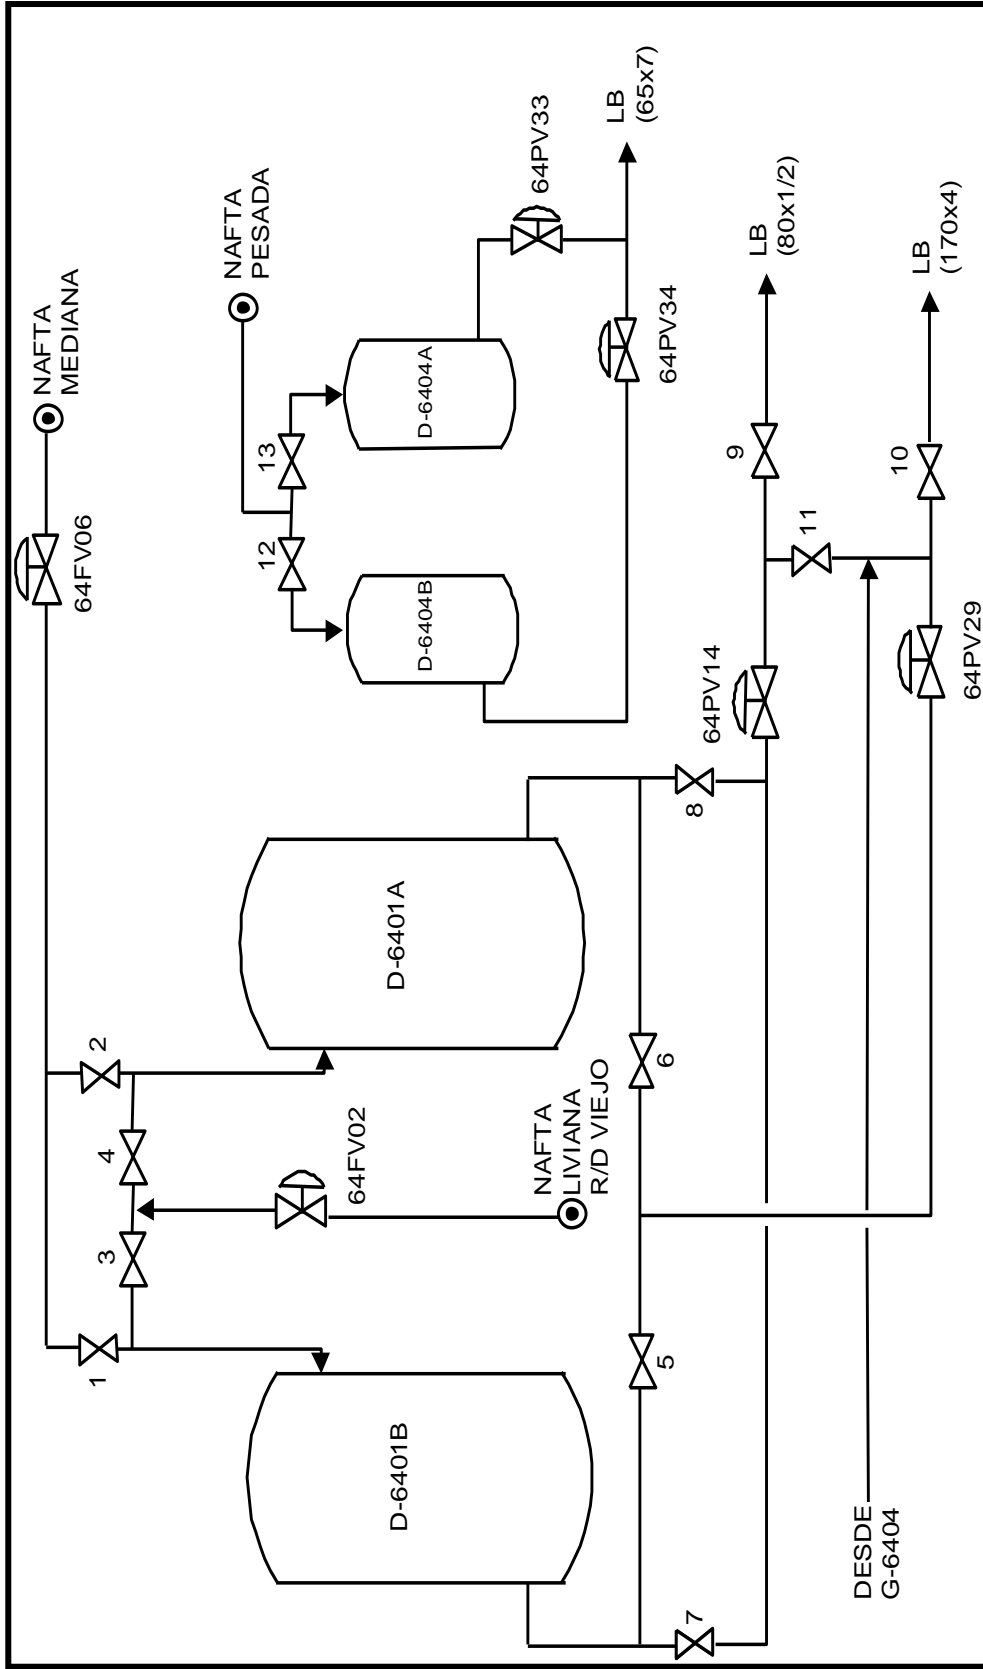 NAFTA
MEDIANA
64FV06
NAFTA
PESADA
13
12
D-6404A
D-6404B
64PV33
64PV34
LB
(65x7)
1
2
3
4
64FV02
NAFTA
LIVIANA
R/D VIEJO
D-6401B
D-6401A
5
6
7
8
64PV14
9
LB
(80x1/2)
11
64PV29
10
LB
(170x4)
DESDE
G-6404